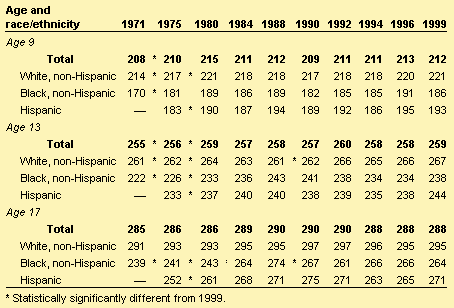 Age and
race/ethnicity 1971 1975 1980 1984 1988 1990 1992 1994 1996 1999
Age 9
Total 208 * 210 215 211 212 209 211 211 213 212
White, non-Hispanic 214 * 217 * 221 218 218 217 218 218 220 221
Black, non-Hispanic 170 * 181 189 186 189 182 185 185 191 186
Hispanic — 183 * 190 187 194 189 192 186 195 193
Age 13
Total 255 * 256 * 259 257 258 257 260 258 258 259
White, non-Hispanic 261 * 262 * 264 263 261 * 262 266 265 266 267
Black, non-Hispanic 222 * 226 * 233 236 243 241 238 234 234 238
Hispanic — 233 * 237 240 240 238 239 235 238 244
Age 17
Total 285 286 286 289 290 290 290 288 288 288
White, non-Hispanic 291 293 293 295 295 297 297 296 295 295
Black, non-Hispanic 239 * 241 * 243 * 264 274 * 267 261 266 266 264
Hispanic — 252 * 261 268 271 275 271 263 265 271
* Statistically significantly different from 1999.